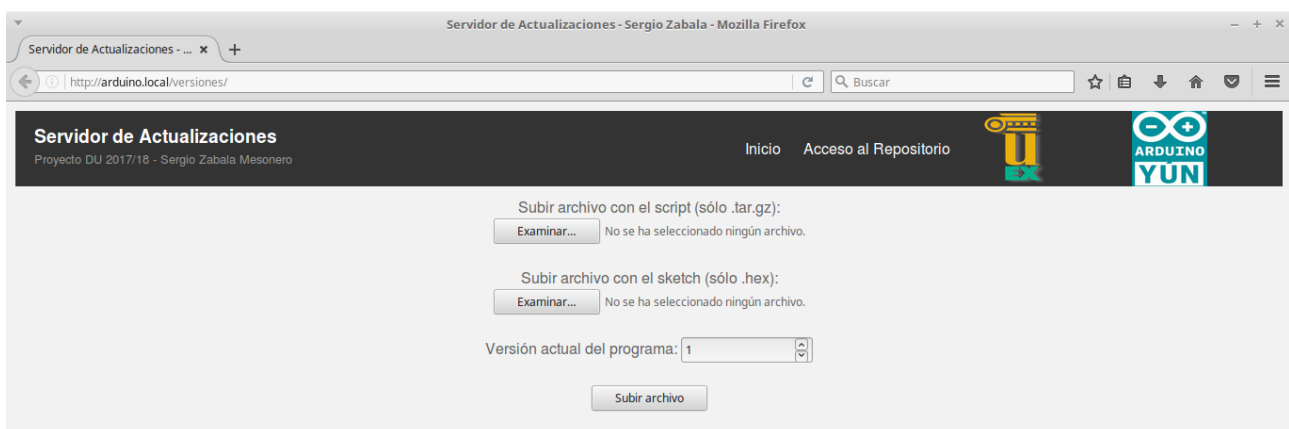 Servidor de Actualizaciones - Sergio Zabala - Mozilla Firefox
Servidor de Actualizaciones - ...
http://arduino.local/versiones/
Buscar
Servidor de Actualizaciones
Proyecto DU 2017/18 - Sergio Zabala Mesonero
Inicio
Acceso al Repositorio
UEX
ARDUINO
YÚN
Subir archivo con el script (sólo .tar.gz):
Examinar... No se ha seleccionado ningún archivo.
Subir archivo con el sketch (sólo .hex):
Examinar... No se ha seleccionado ningún archivo.
Versión actual del programa: 1
Subir archivo